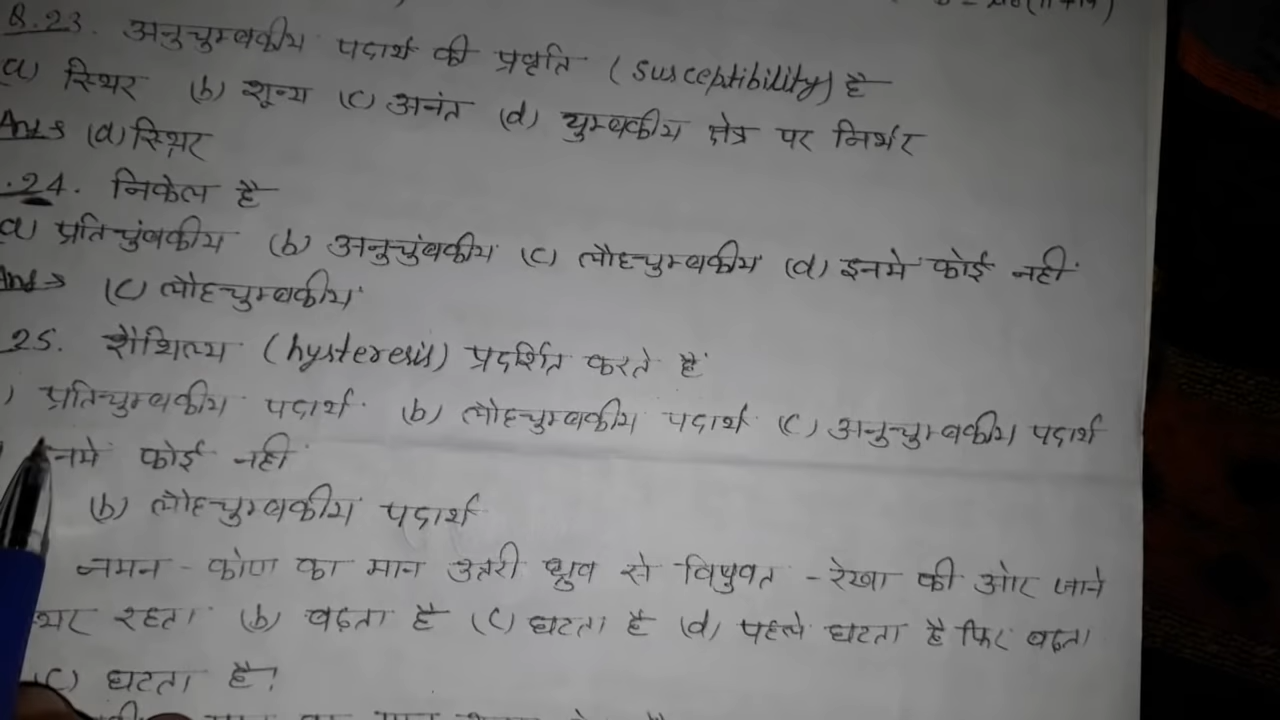 Q.23. अनुचुम्बकीय पदार्थ की प्रवृति (susceptibility) है
a) स्थिर (b) शून्य (c) अनंत (d) चुम्बकीय क्षेत्र पर निर्भर
Ans → (a) स्थिर
.24. निकेल है
a) प्रतिचुंबकीय (b) अनुचुंबकीय (c) लौहचुम्बकीय (d) इनमे कोई नहीं
Ans → (c) लौहचुम्बकीय
25. शैथिल्य (hysteresis) प्रदर्शित करते हैं
) प्रतिचुम्बकीय पदार्थ (b) लौहचुम्बकीय पदार्थ (c) अनुचुम्बकीय पदार्थ
नमे कोई नहीं
(b) लौहचुम्बकीय पदार्थ
नमन - कोण का मान उत्तरी ध्रुव से विषुवत - रेखा की ओर जाने
रहता (b) बढ़ता है (c) घटता है (d) पहले घटता है फिर बढ़ता
(c) घटता है।